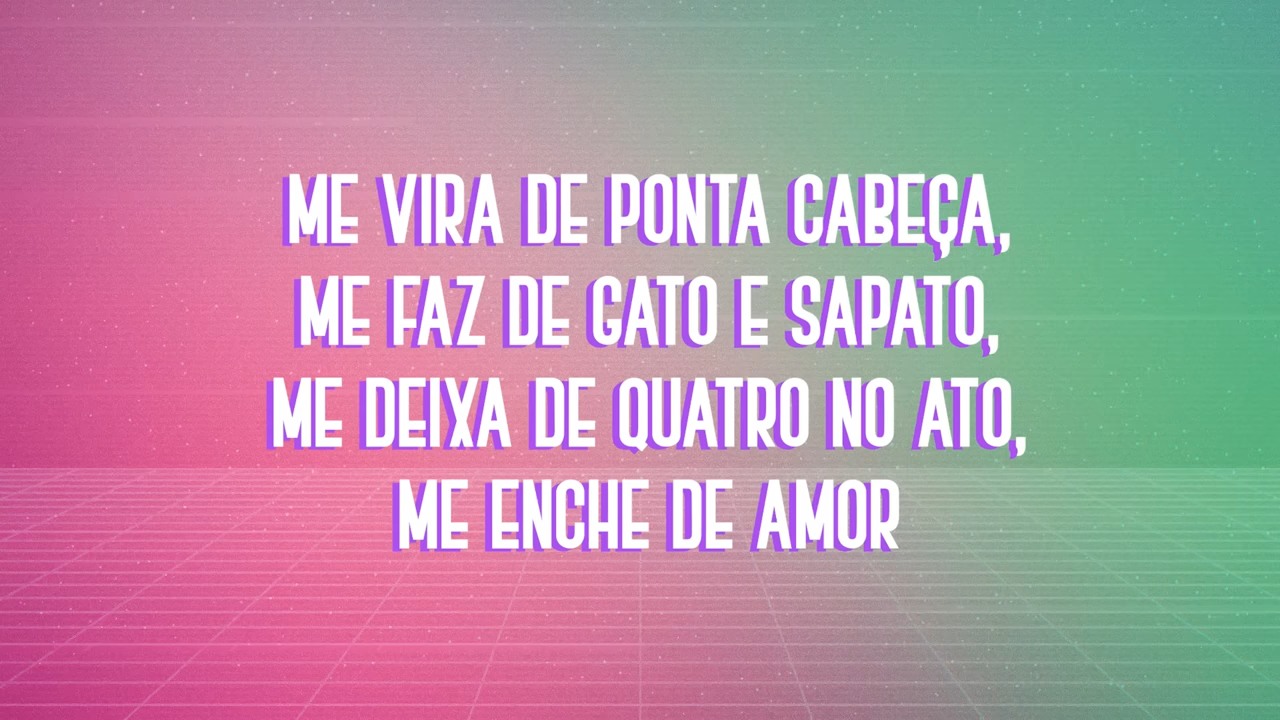 ME VIRA DE PONTA CABEÇA,
ME FAZ DE GATO E SAPATO,
ME DEIXA DE QUATRO NO ATO,
ME ENCHE DE AMOR